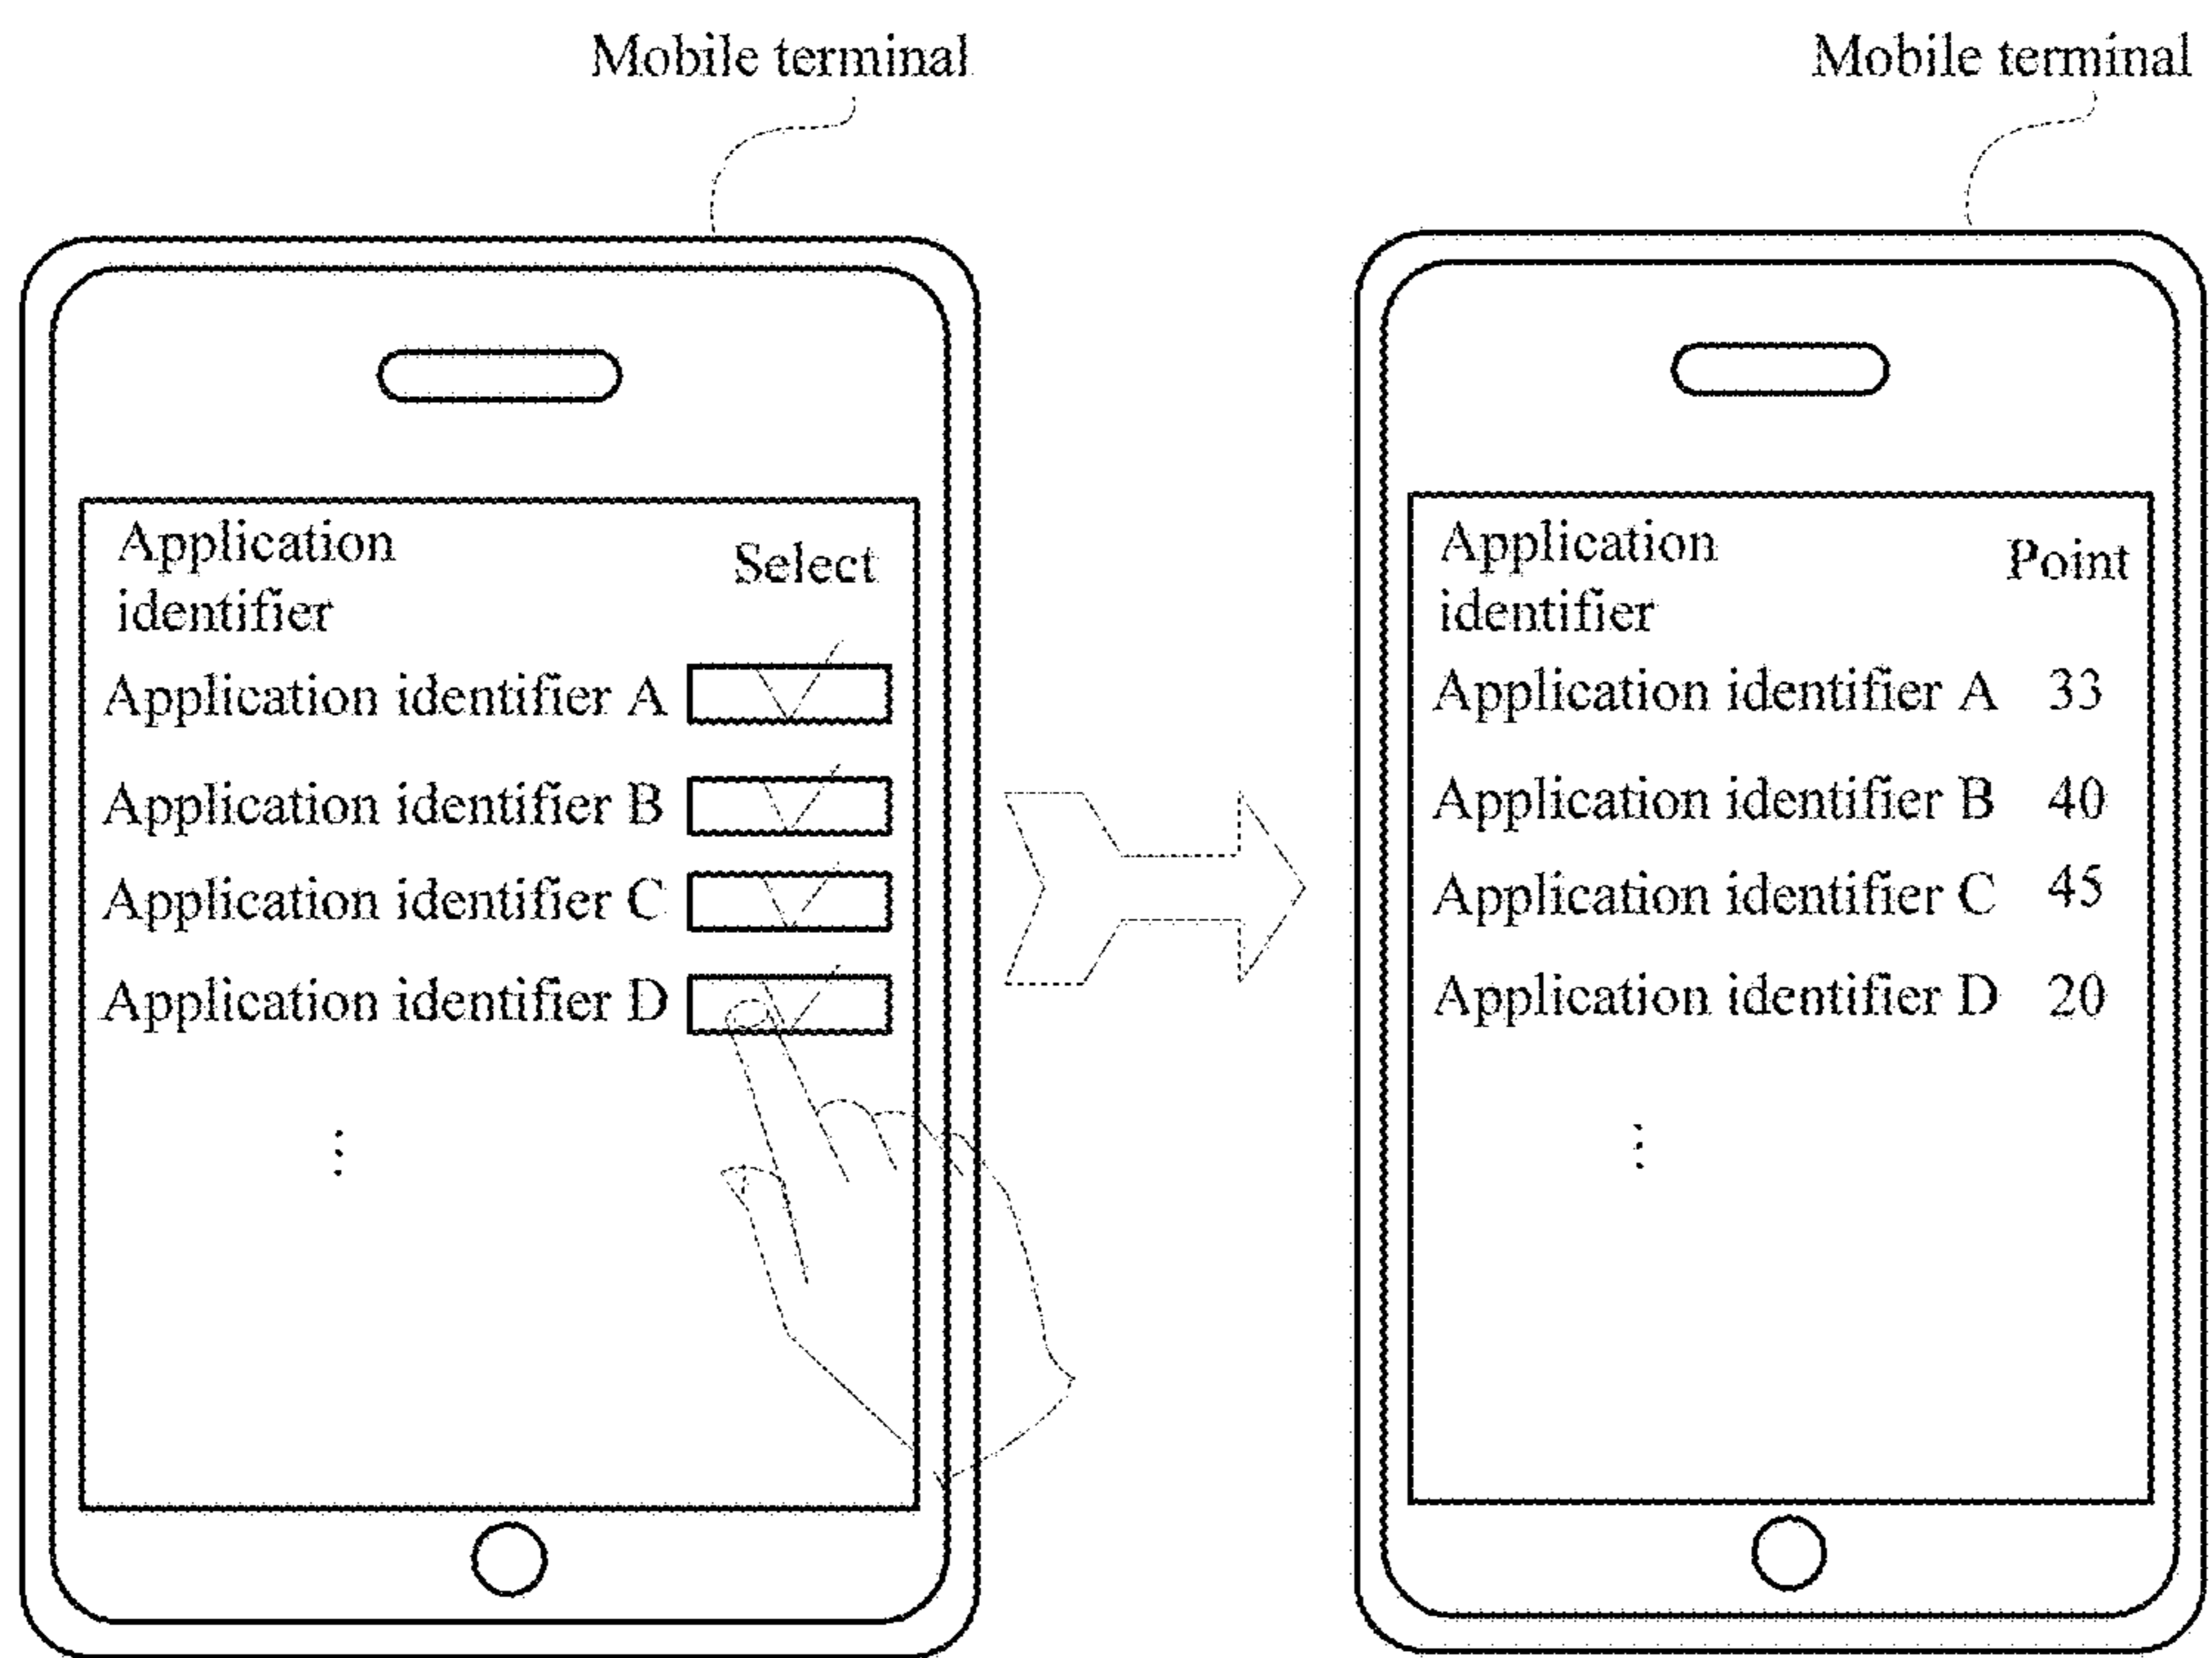 Mobile terminal
Mobile terminal
Application
identifier
Select
Application identifier A
Application identifier B
Application identifier C
Application identifier D
⋮
Application
identifier
Point
Application identifier A 33
Application identifier B 40
Application identifier C 45
Application identifier D 20
⋮